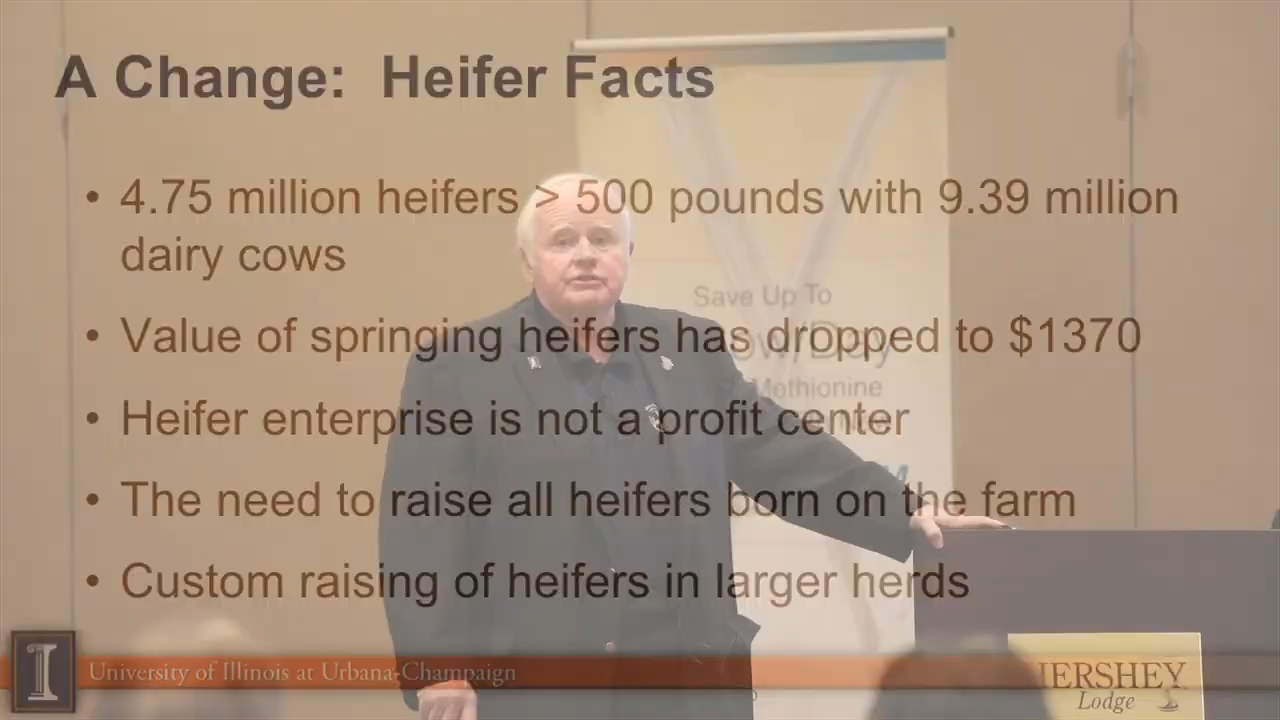 A Change: Heifer Facts
• 4.75 million heifers > 500 pounds with 9.39 million
dairy cows
• Value of springing heifers has dropped to $1370
• Heifer enterprise is not a profit center
• The need to raise all heifers born on the farm
• Custom raising of heifers in larger herds
Save Up To
Day
Methionine
I
University of Illinois at Urbana-Champaign
HERSHEY
Lodge